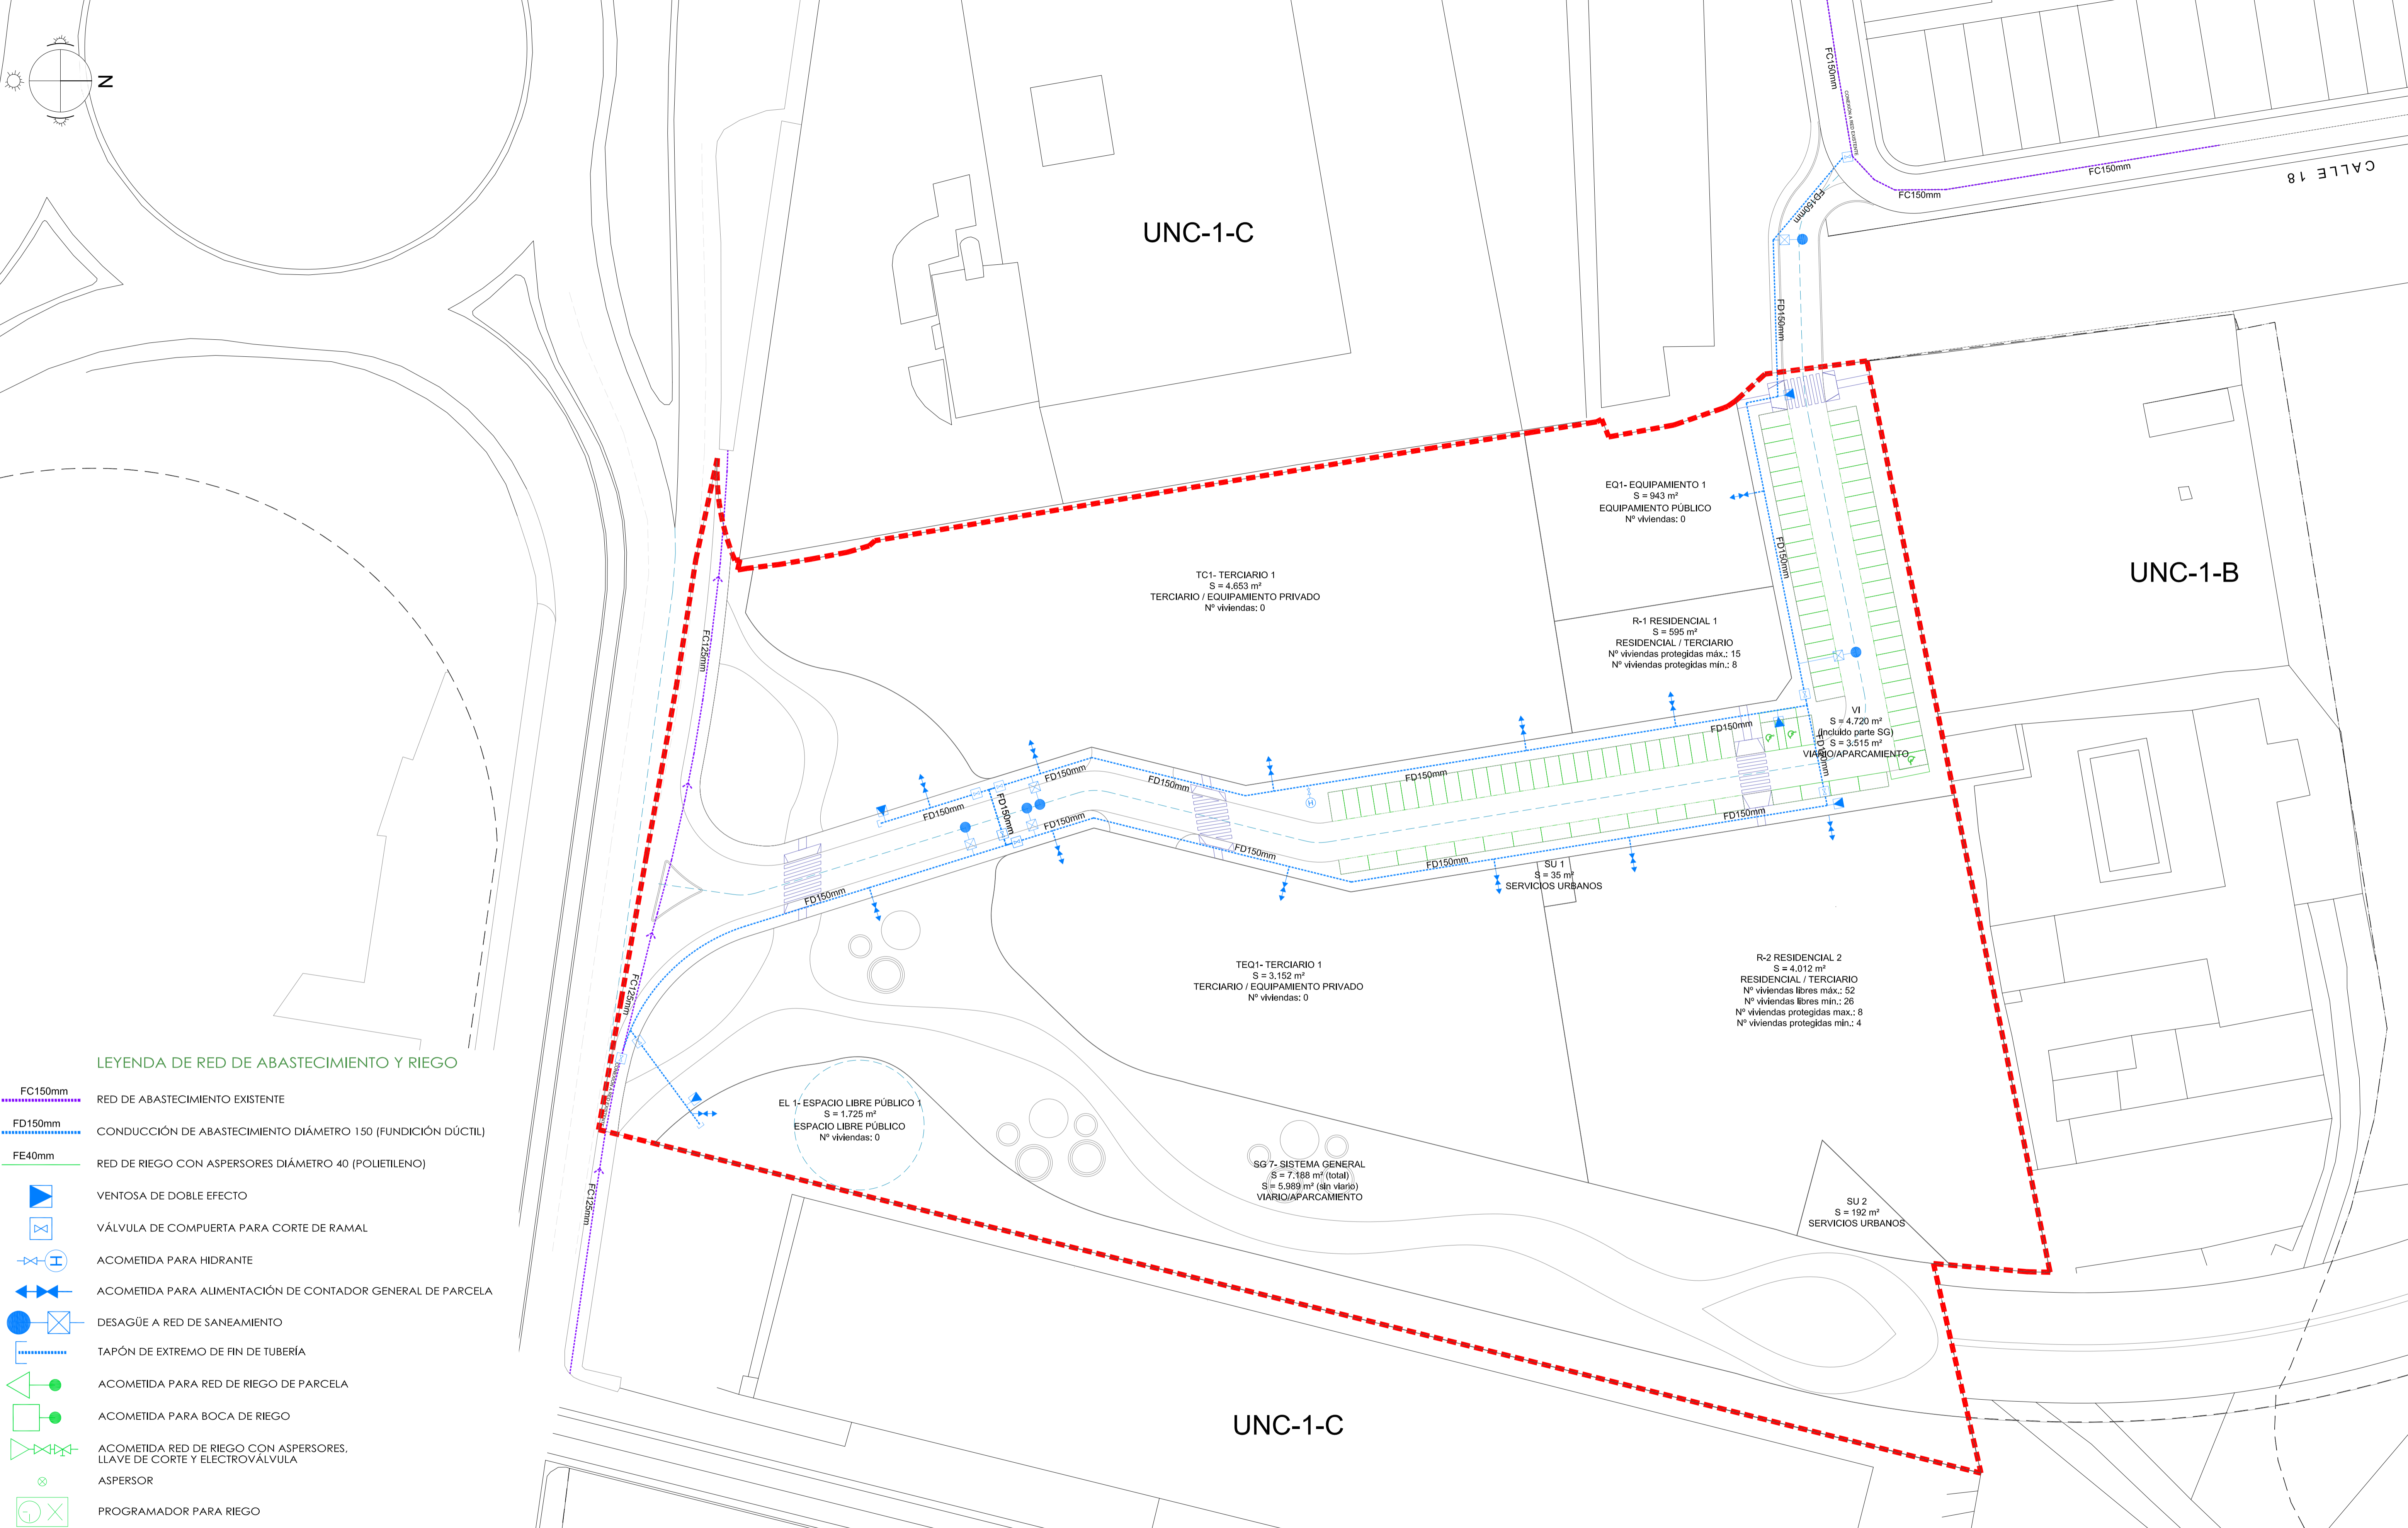 N
UNC-1-C
FC150mm
CONEXIÓN A RED EXISTENTE
FC150mm
FC150mm
CALLE 18
FD150mm
FD150mm
EQ1- EQUIPAMIENTO 1
S = 943 m²
EQUIPAMIENTO PÚBLICO
Nº viviendas: 0
FD150mm
UNC-1-B
TC1- TERCIARIO 1
S = 4.653 m²
TERCIARIO / EQUIPAMIENTO PRIVADO
Nº viviendas: 0
R-1 RESIDENCIAL 1
S = 595 m²
RESIDENCIAL / TERCIARIO
Nº viviendas protegidas máx.: 15
Nº viviendas protegidas mín.: 8
FC125mm
VI
S = 4.720 m²
(Incluido parte SG)
S = 3.515 m²
VIARIO/APARCAMIENTO
FD150mm
FD150mm
FD150mm
FD150mm
FD150mm
FD150mm
FD150mm
FD150mm
H
FD150mm
FD150mm
FD150mm
FD150mm
SU 1
S = 35 m²
SERVICIOS URBANOS
TEQ1- TERCIARIO 1
S = 3.152 m²
TERCIARIO / EQUIPAMIENTO PRIVADO
Nº viviendas: 0
R-2 RESIDENCIAL 2
S = 4.012 m²
RESIDENCIAL / TERCIARIO
Nº viviendas libres máx.: 52
Nº viviendas libres mín.: 26
Nº viviendas protegidas max.: 8
Nº viviendas protegidas min.: 4
FC125mm
EL 1- ESPACIO LIBRE PÚBLICO 1
S = 1.725 m²
ESPACIO LIBRE PÚBLICO
Nº viviendas: 0
SG 7- SISTEMA GENERAL
S = 7.188 m² (total)
S = 5.989 m² (sin viario)
VIARIO/APARCAMIENTO
FC125mm
SU 2
S = 192 m²
SERVICIOS URBANOS
UNC-1-C
LEYENDA DE RED DE ABASTECIMIENTO Y RIEGO
FC150mm
RED DE ABASTECIMIENTO EXISTENTE
FD150mm
CONDUCCIÓN DE ABASTECIMIENTO DIÁMETRO 150 (FUNDICIÓN DÚCTIL)
FE40mm
RED DE RIEGO CON ASPERSORES DIÁMETRO 40 (POLIETILENO)
VENTOSA DE DOBLE EFECTO
VÁLVULA DE COMPUERTA PARA CORTE DE RAMAL
H
ACOMETIDA PARA HIDRANTE
ACOMETIDA PARA ALIMENTACIÓN DE CONTADOR GENERAL DE PARCELA
DESAGÜE A RED DE SANEAMIENTO
TAPÓN DE EXTREMO DE FIN DE TUBERÍA
ACOMETIDA PARA RED DE RIEGO DE PARCELA
ACOMETIDA PARA BOCA DE RIEGO
ACOMETIDA RED DE RIEGO CON ASPERSORES,
LLAVE DE CORTE Y ELECTROVÁLVULA
ASPERSOR
PROGRAMADOR PARA RIEGO